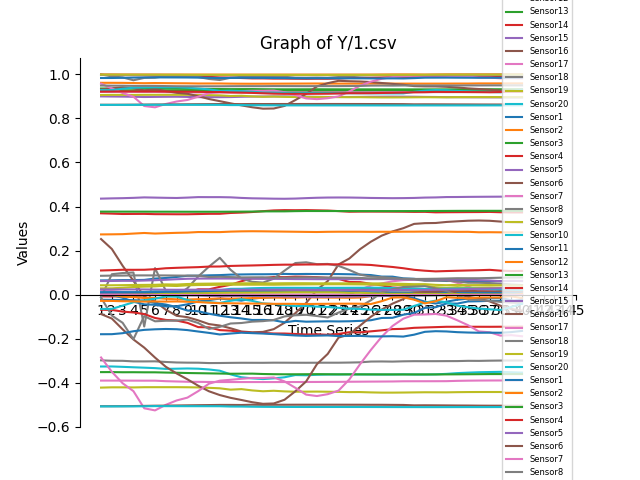 Graph of Y/1.csv
1.0
0.8
0.6
0.4
0.2
0.0
−0.2
−0.4
−0.6
Values
Time Series
Sensor13
Sensor14
Sensor15
Sensor16
Sensor17
Sensor18
Sensor19
Sensor20
Sensor1
Sensor2
Sensor3
Sensor4
Sensor5
Sensor6
Sensor7
Sensor8
Sensor9
Sensor10
Sensor11
Sensor12
Sensor13
Sensor14
Sensor15
Sensor17
Sensor18
Sensor19
Sensor20
Sensor1
Sensor2
Sensor3
Sensor4
Sensor5
Sensor6
Sensor7
Sensor8